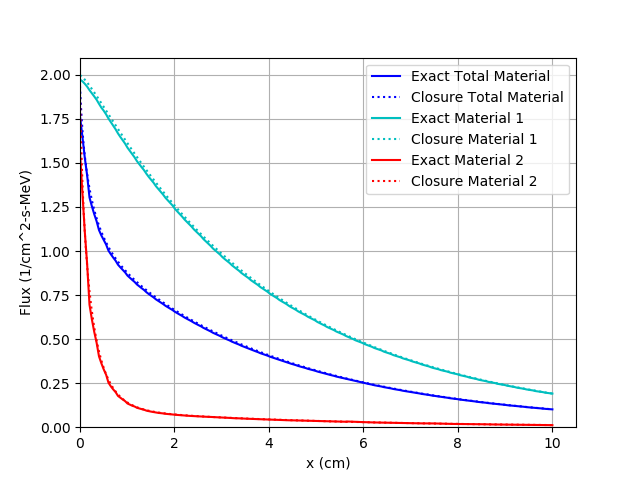 2.00
1.75
1.50
1.25
1.00
0.75
0.50
0.25
0.00
Flux (1/cm^2-s-MeV)
Exact Total Material
Closure Total Material
Exact Material 1
Closure Material 1
Exact Material 2
Closure Material 2
0 2 4 6 8 10
x (cm)